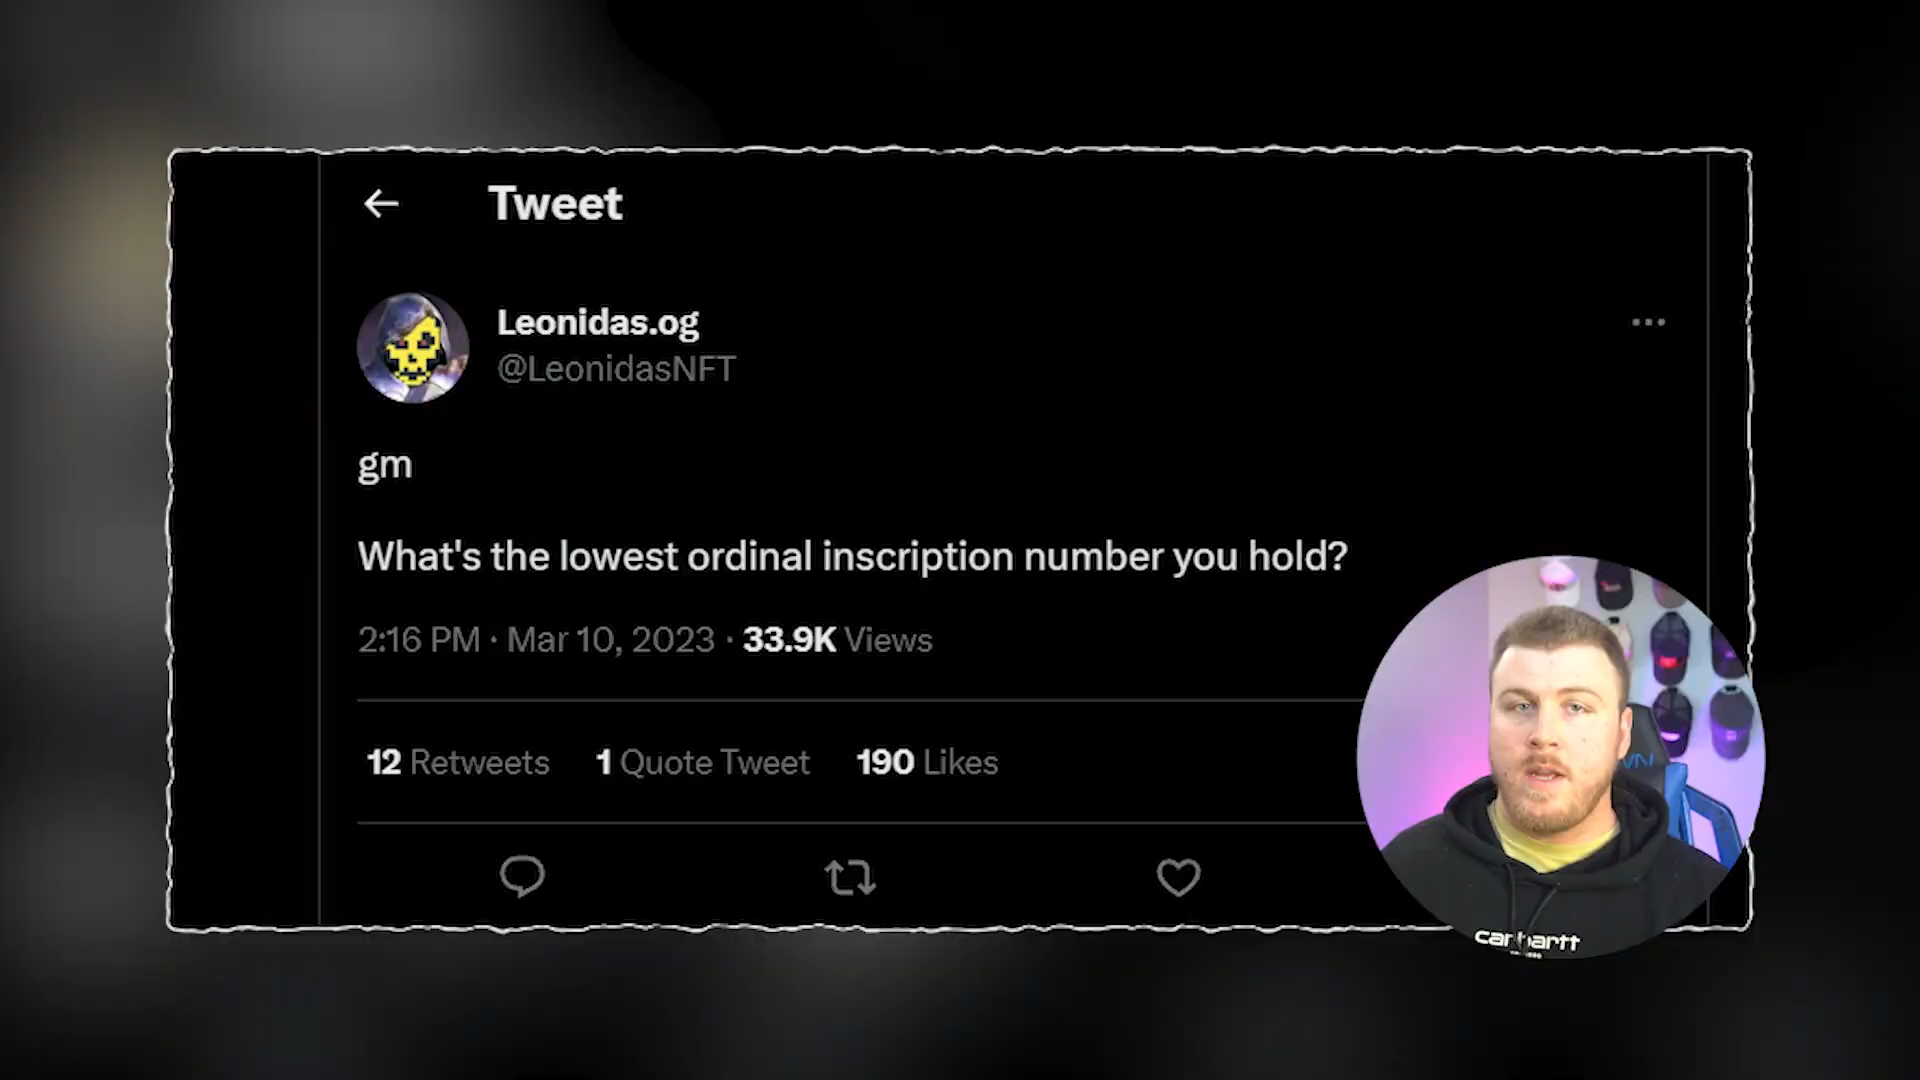 Tweet
Leonidas.og
@LeonidasNFT
gm
What's the lowest ordinal inscription number you hold?
2:16 PM · Mar 10, 2023 · 33.9K Views
12 Retweets 1 Quote Tweet 190 Likes
carhartt